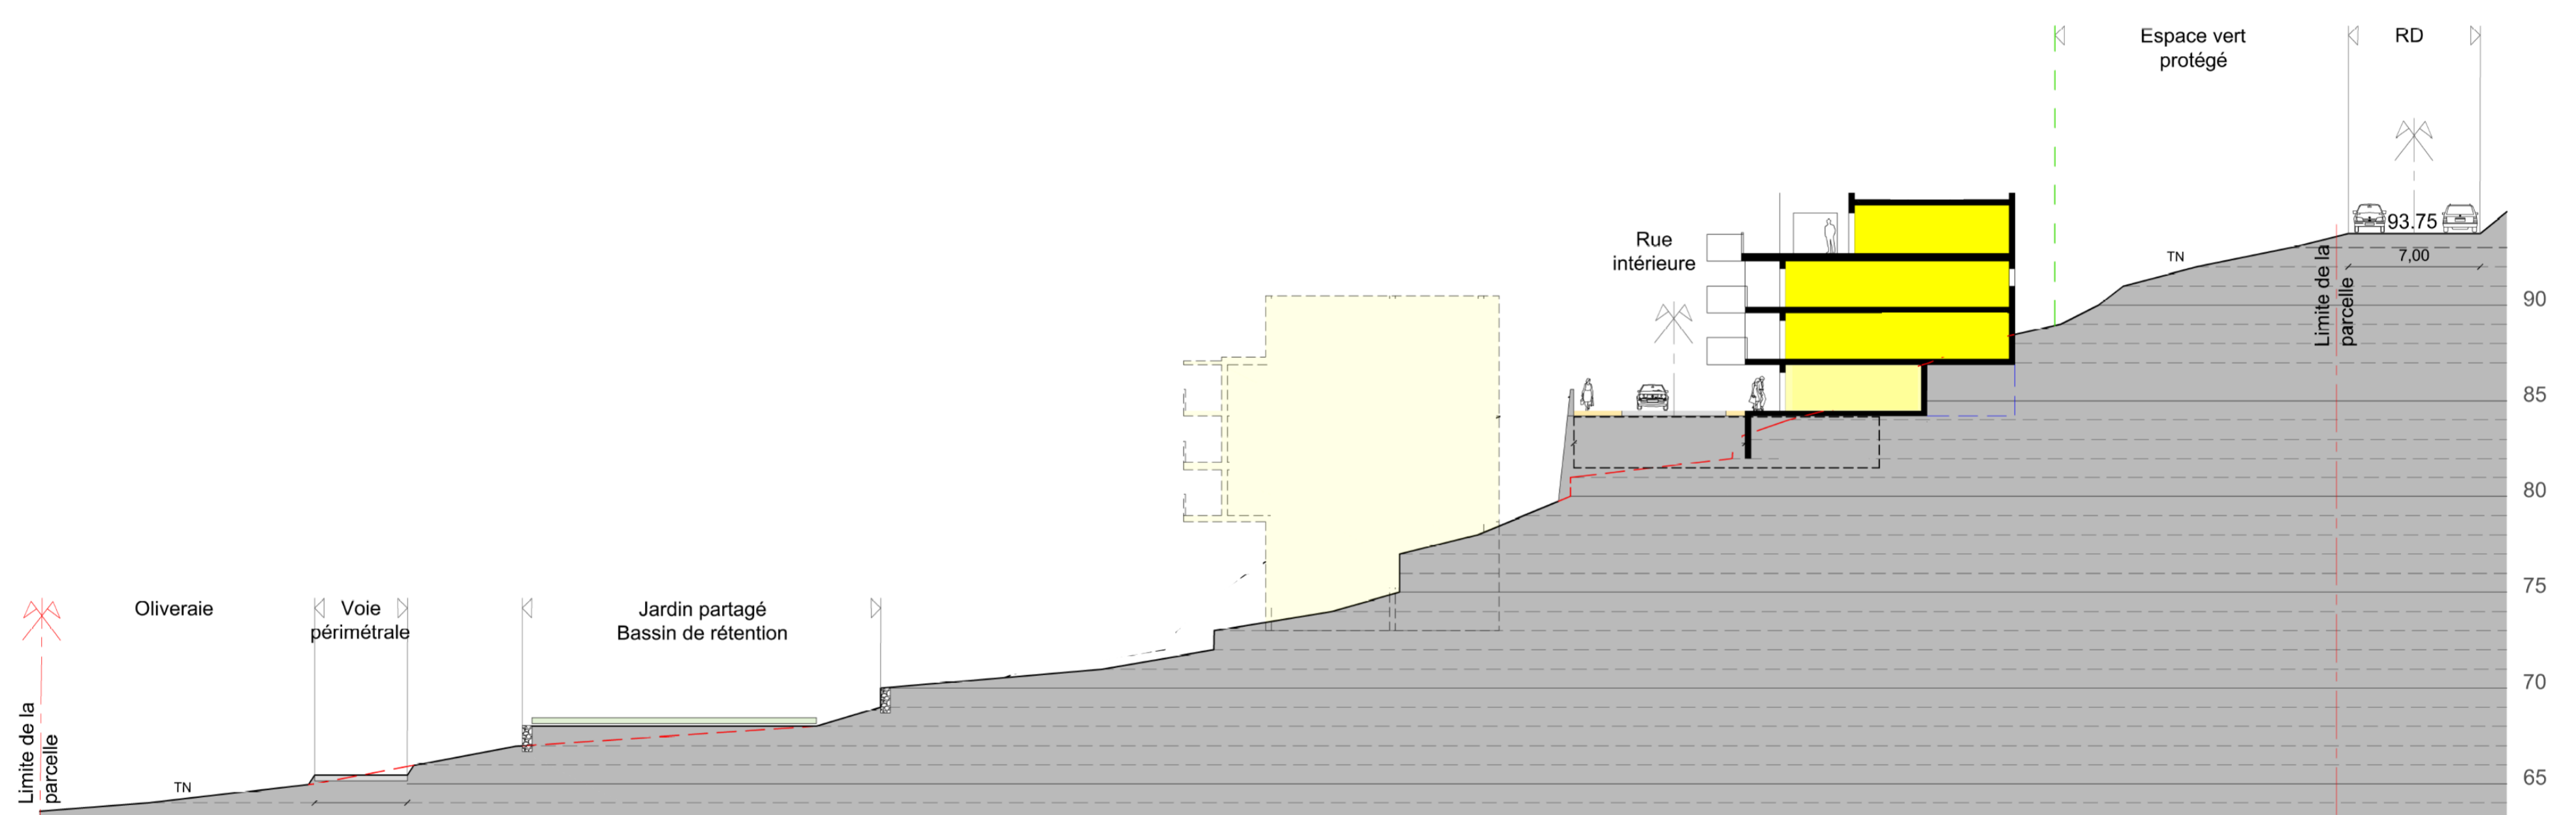 Espace vert
protégé
RD
93.75
7,00
TN
Limite de la
parcelle
Rue
intérieure
90
85
80
75
70
65
Oliveraie
Voie
périmétrale
Jardin partagé
Bassin de rétention
Limite de la
parcelle
TN